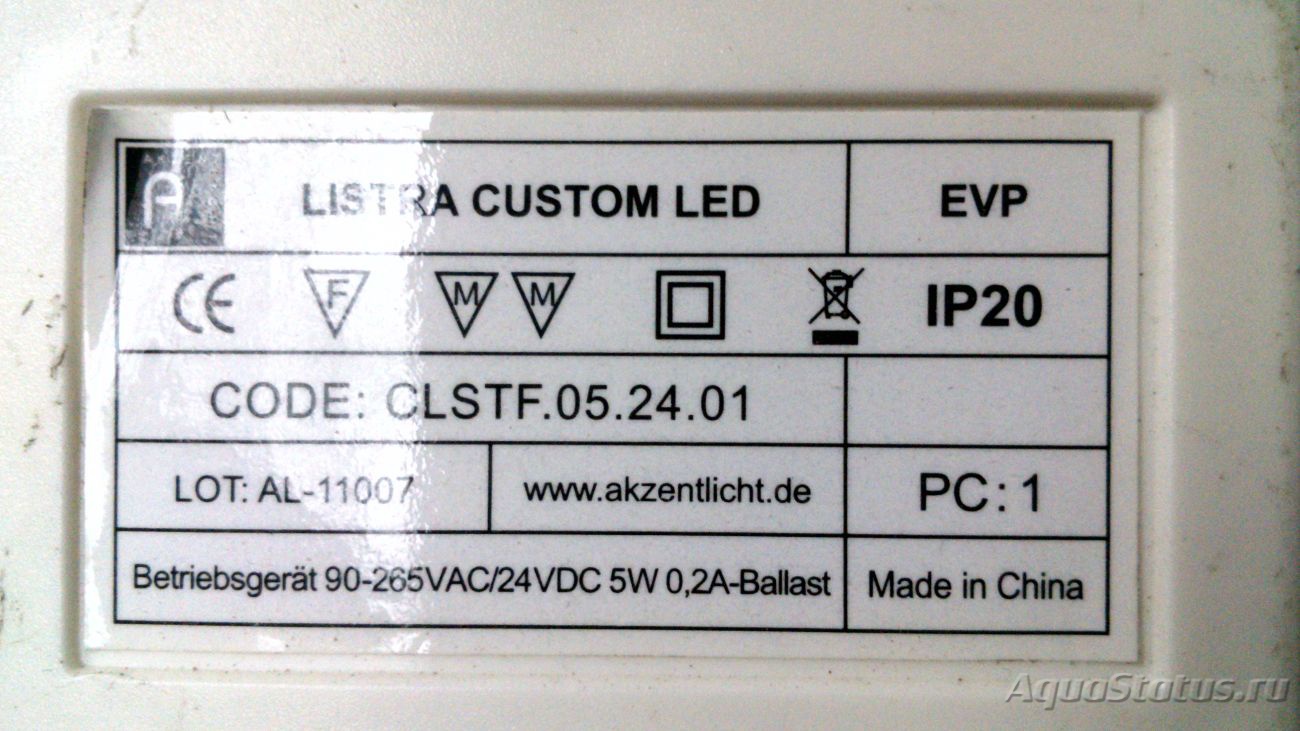 LISTRA CUSTOM LED EVP
CE F M M IP20
CODE: CLSTF.05.24.01
LOT: AL-11007 www.akzentlicht.de PC: 1
Betriebsgerät 90-265VAC/24VDC 5W 0,2A-Ballast Made in China
AquaStatus.ru